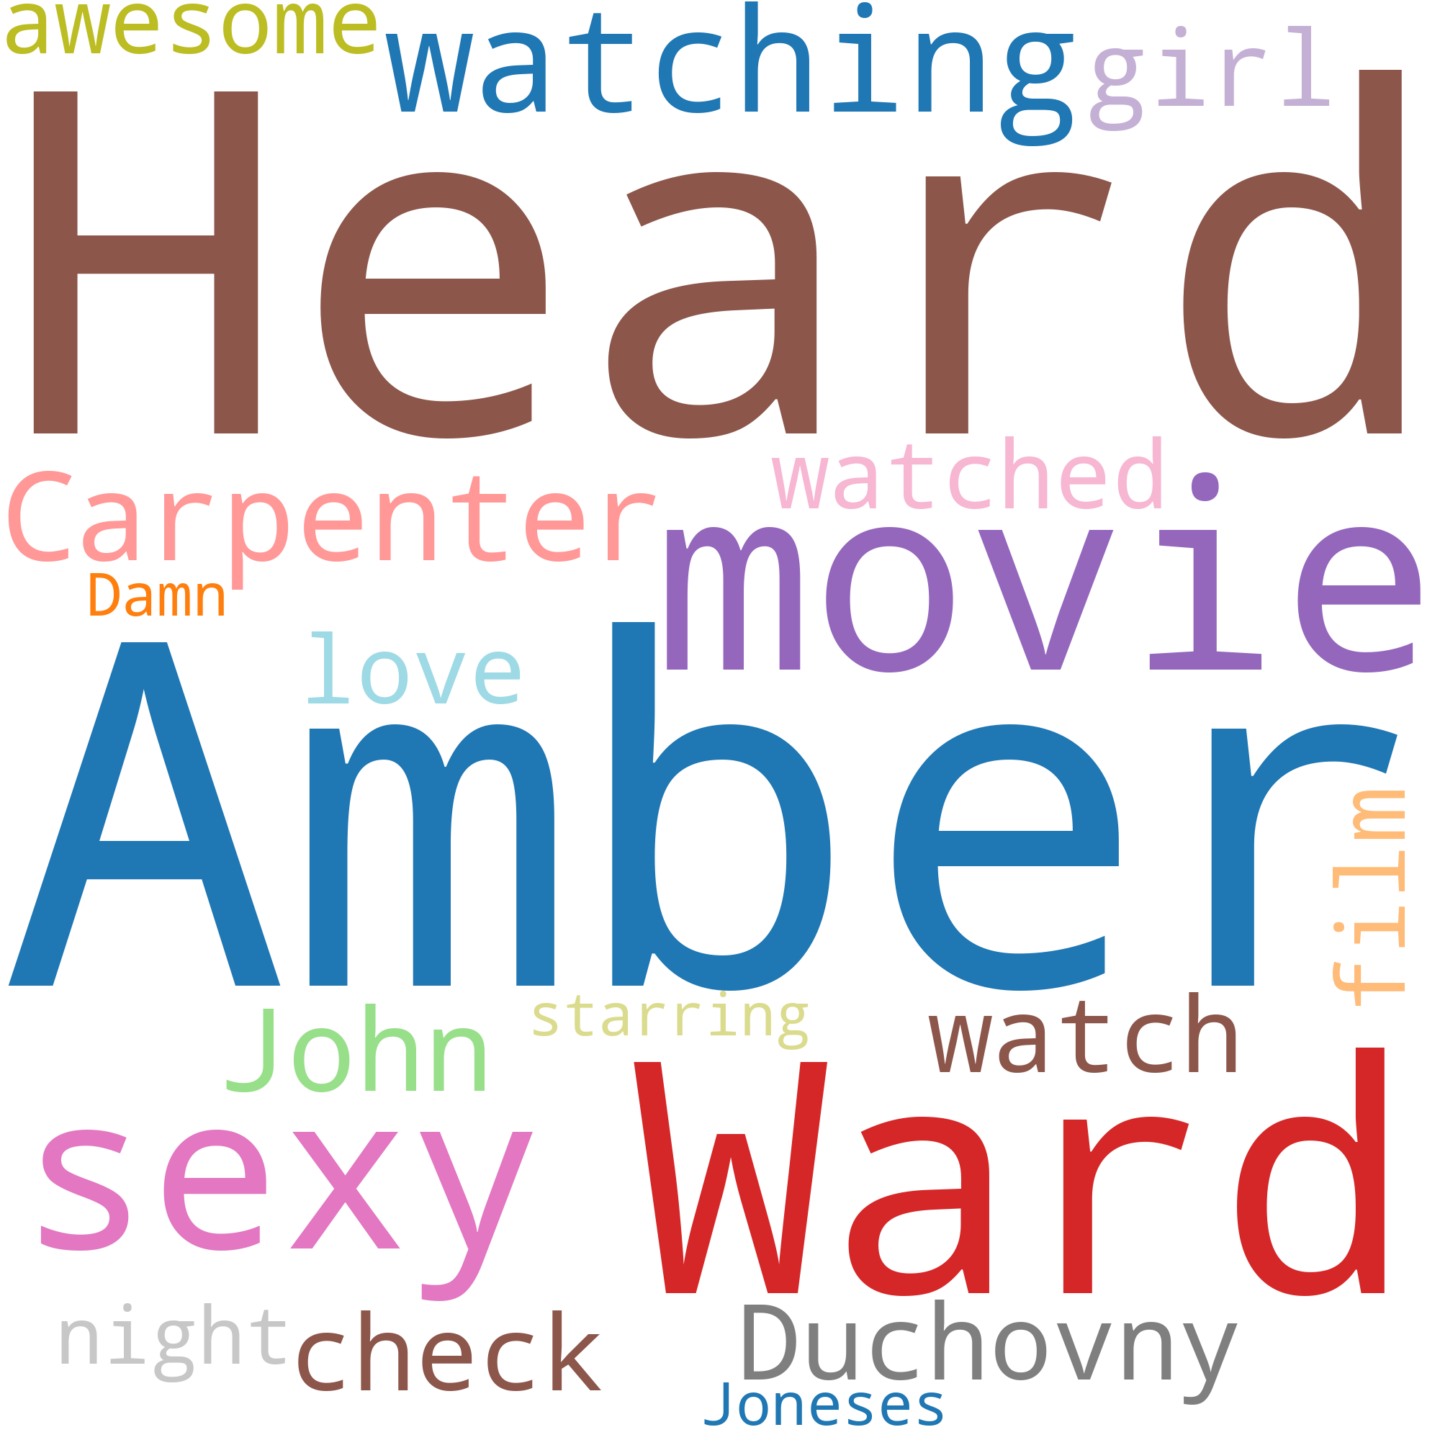 awesome
watching
girl
Heard
Carpenter
watched
movie
Damn
love
Amber
film
John
starring
watch
sexy
Ward
night
check
Duchovny
Joneses